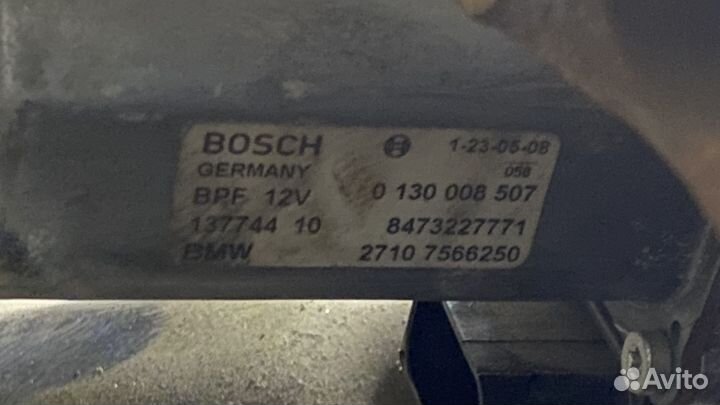 BOSCH 1-23-05-08
GERMANY 058
BPF 12V 0 130 008 507
137744 10 8473227771
BMW 2710 7566250
Avito